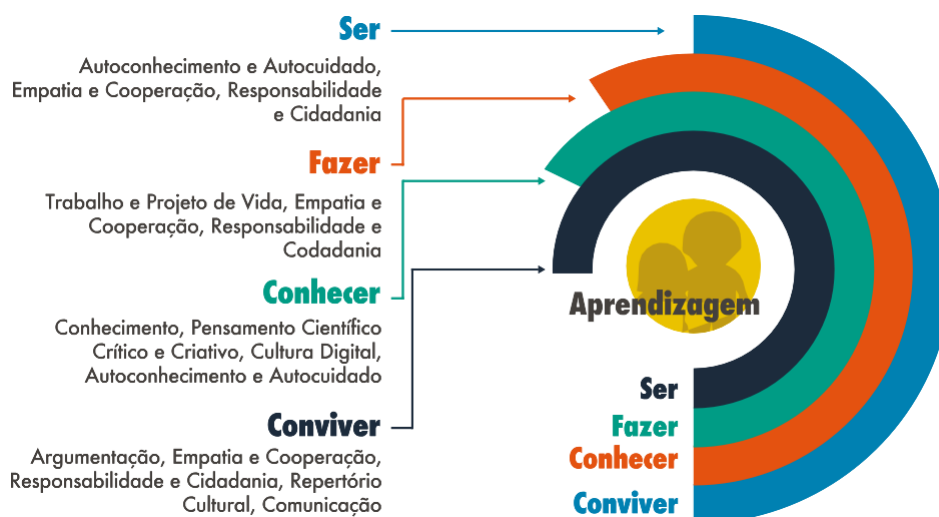 Ser
Autoconhecimento e Autocuidado,
Empatia e Cooperação, Responsabilidade
e Cidadania
Fazer
Trabalho e Projeto de Vida, Empatia e
Cooperação, Responsabilidade e
Codadania
Conhecer
Conhecimento, Pensamento Científico
Crítico e Criativo, Cultura Digital,
Autoconhecimento e Autocuidado
Conviver
Argumentação, Empatia e Cooperação,
Responsabilidade e Cidadania, Repertório
Cultural, Comunicação
Aprendizagem
Ser
Fazer
Conhecer
Conviver